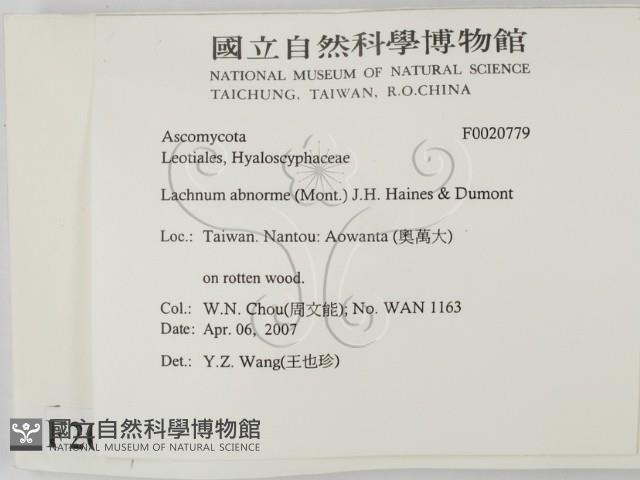 國立自然科學博物館
NATIONAL MUSEUM OF NATURAL SCIENCE
TAICHUNG, TAIWAN, R.O.CHINA
Ascomycota F0020779
Leotiales, Hyaloscyphaceae
Lachnum abnorme (Mont.) J.H. Haines & Dumont
Loc.: Taiwan. Nantou: Aowanta (奧萬大)
on rotten wood.
Col.: W.N. Chou(周文能); No. WAN 1163
Date: Apr. 06, 2007
Det.: Y.Z. Wang(王也珍)
國立自然科學博物館
NATIONAL MUSEUM OF NATURAL SCIENCE